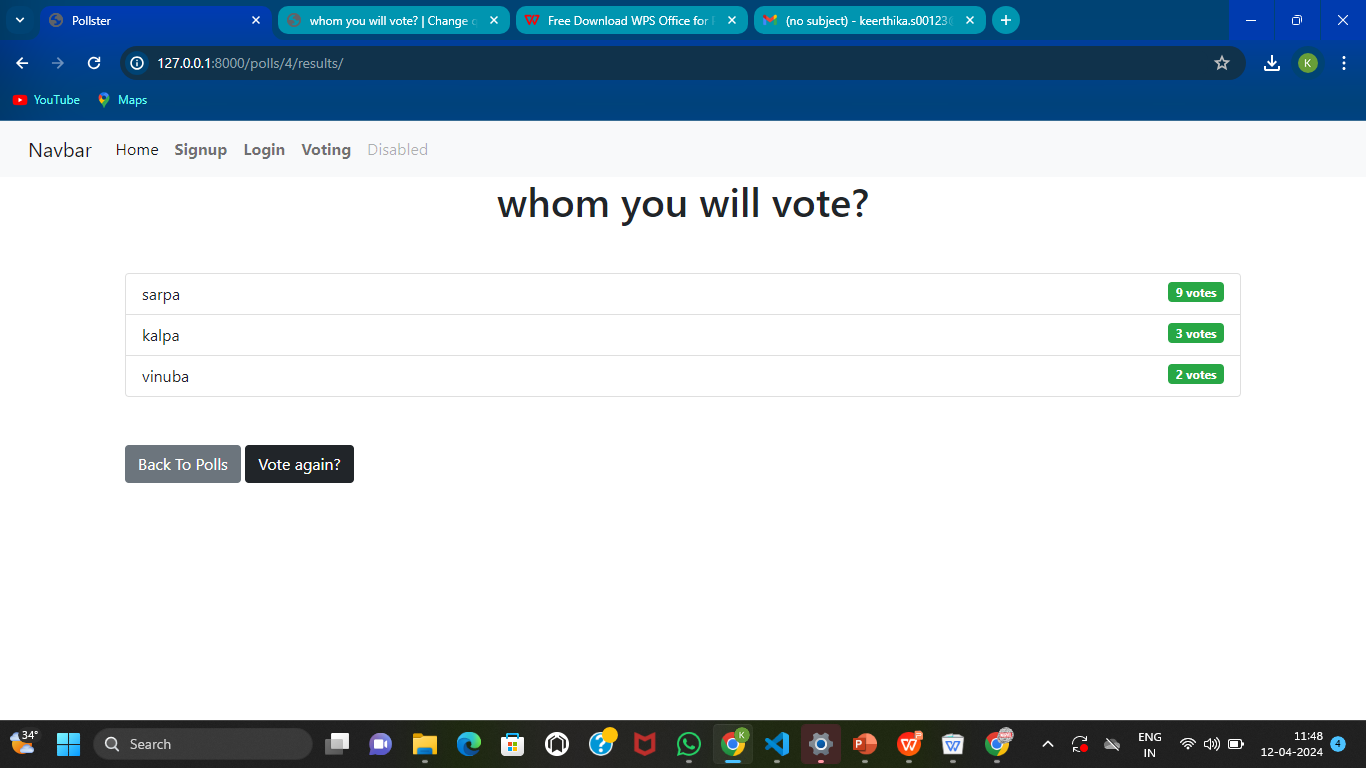 Pollster
whom you will vote? | Change o
Free Download WPS Office for
(no subject) - keerthika.s00123
127.0.0.1:8000/polls/4/results/
K
YouTube
Maps
Navbar Home Signup Login Voting Disabled
whom you will vote?
sarpa 9 votes
kalpa 3 votes
vinuba 2 votes
Back To Polls Vote again?
34°
Search
ENG
IN
11:48
12-04-2024
4